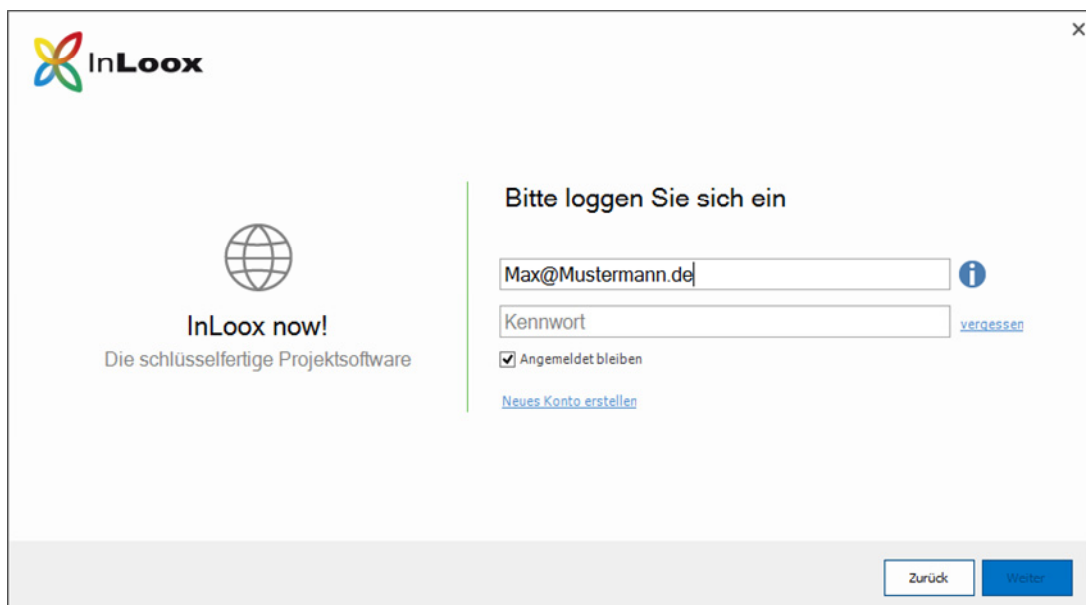 InLoox
InLoox now!
Die schlüsselfertige Projektsoftware
Bitte loggen Sie sich ein
Max@Mustermann.de
Kennwort
vergessen
Angemeldet bleiben
Neues Konto erstellen
Zurück
Weiter